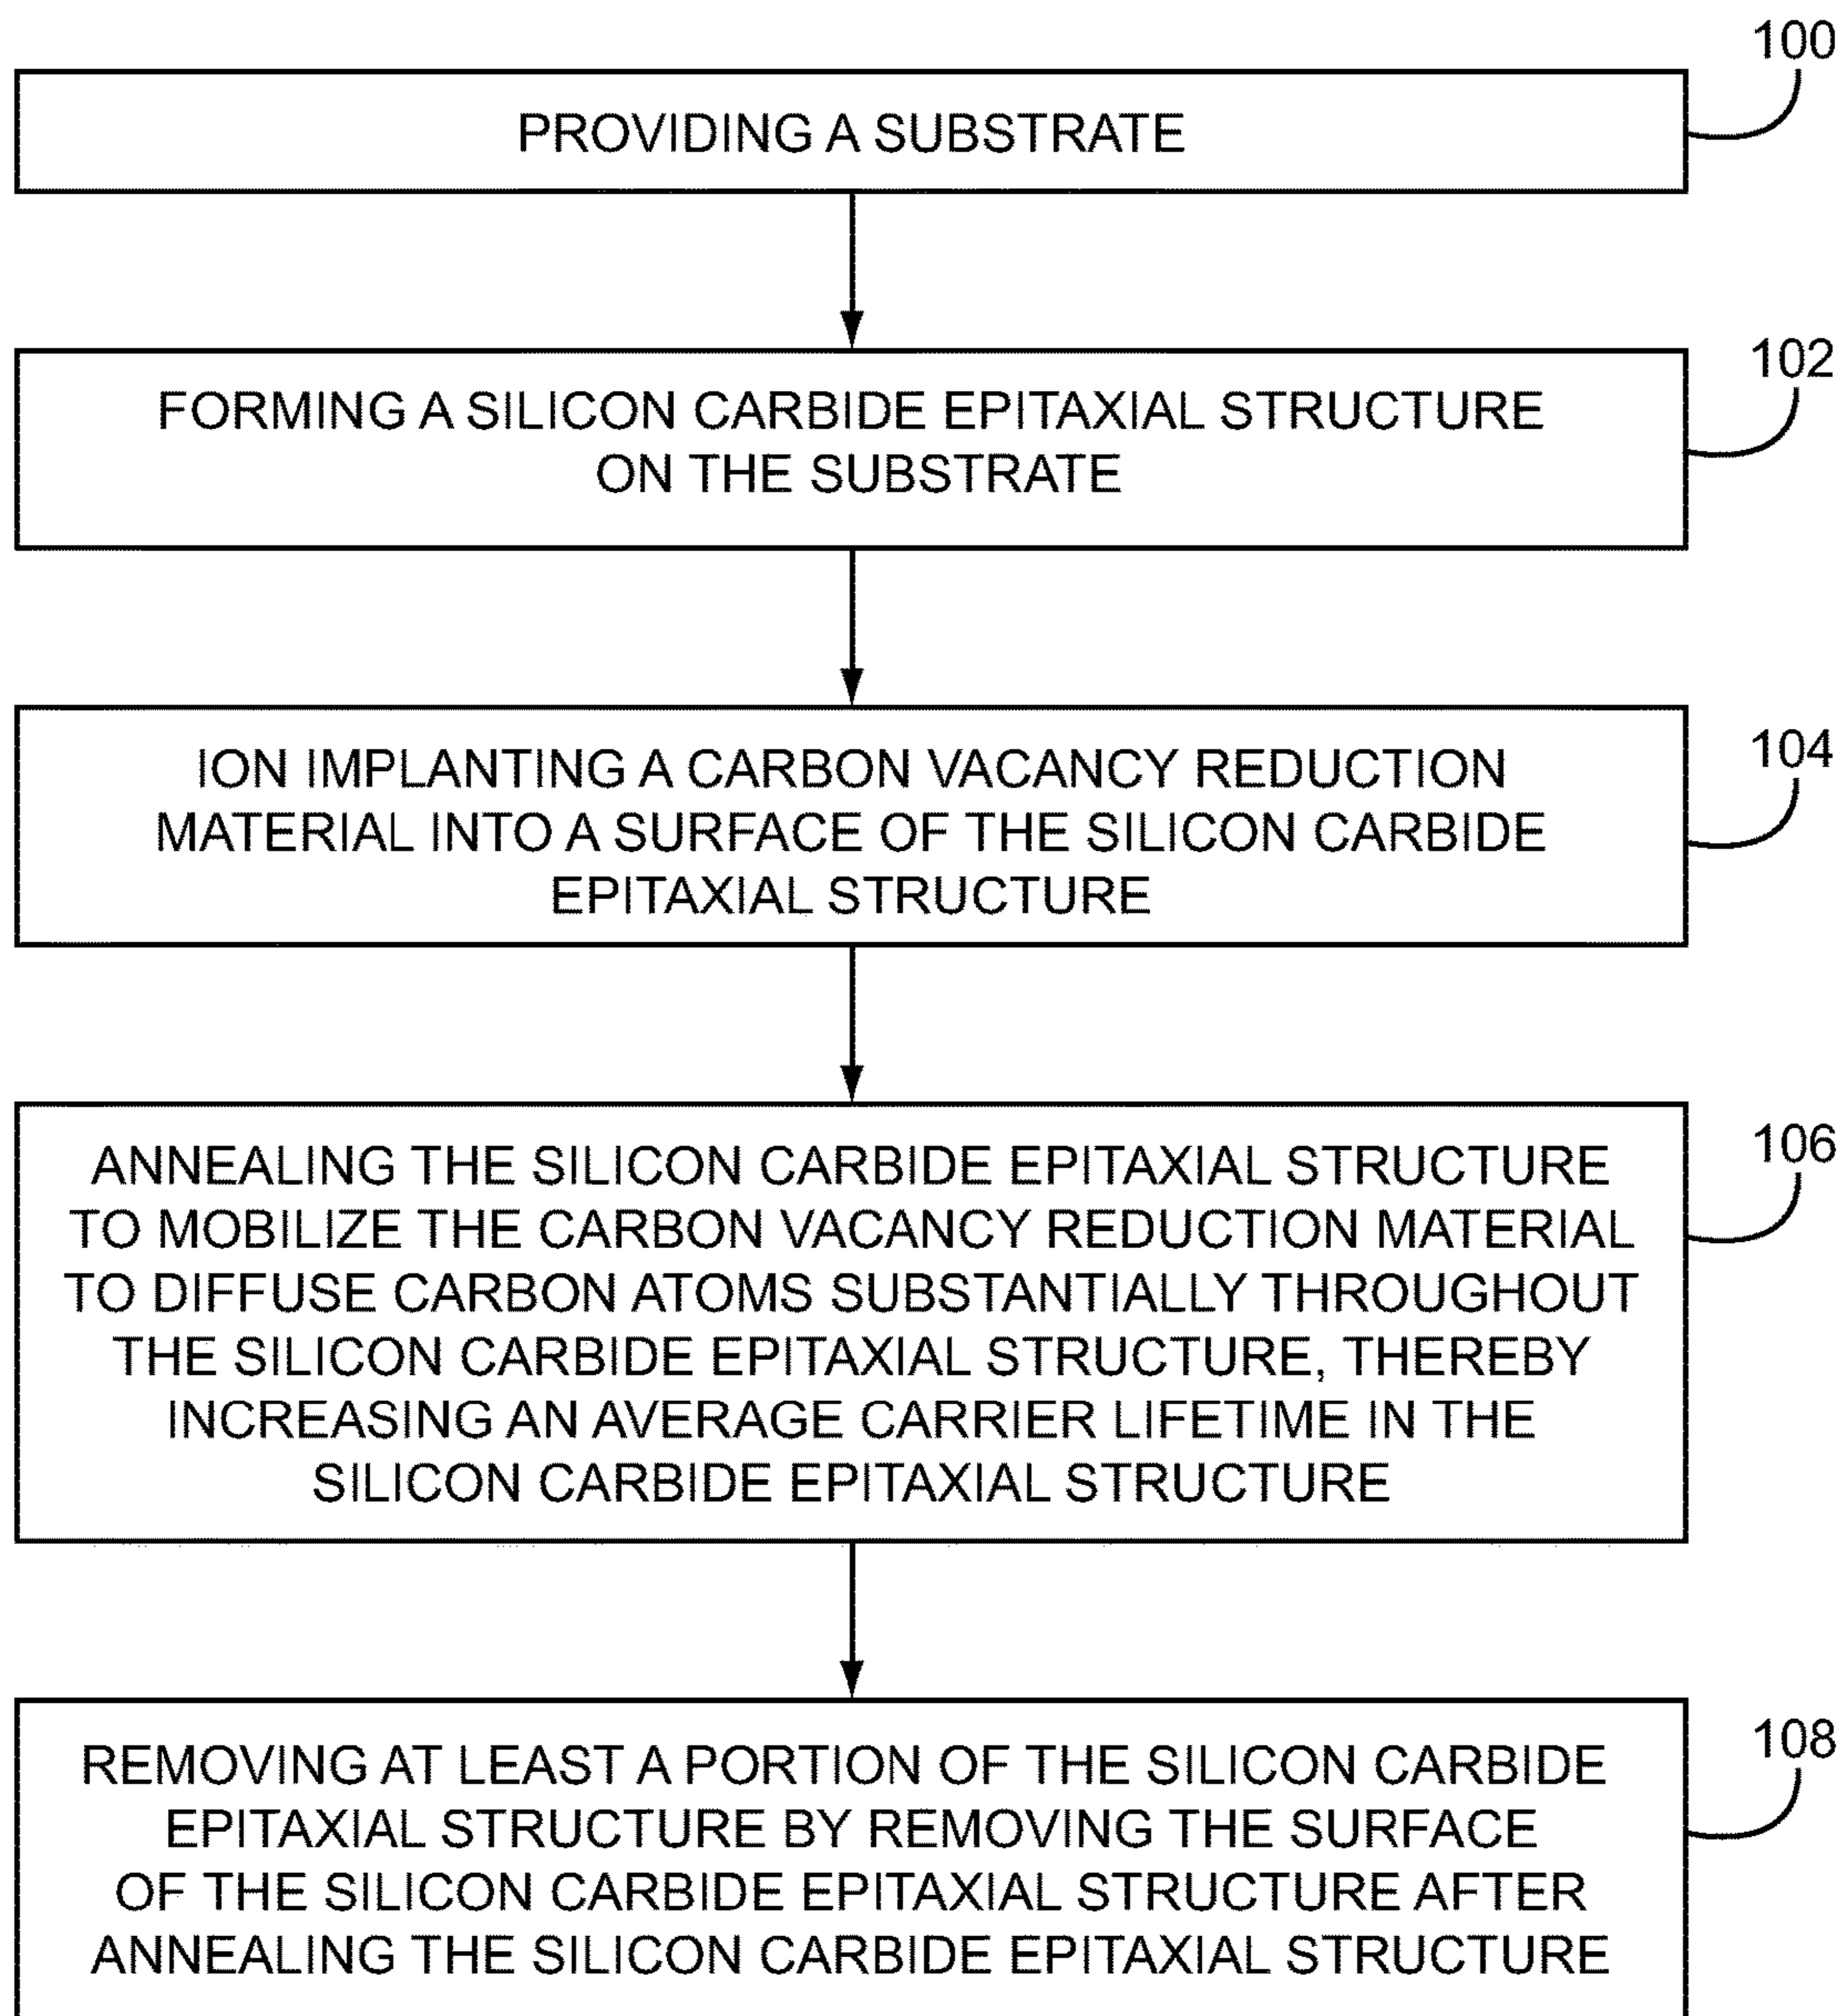 100
PROVIDING A SUBSTRATE
102
FORMING A SILICON CARBIDE EPITAXIAL STRUCTURE
ON THE SUBSTRATE
104
ION IMPLANTING A CARBON VACANCY REDUCTION
MATERIAL INTO A SURFACE OF THE SILICON CARBIDE
EPITAXIAL STRUCTURE
106
ANNEALING THE SILICON CARBIDE EPITAXIAL STRUCTURE
TO MOBILIZE THE CARBON VACANCY REDUCTION MATERIAL
TO DIFFUSE CARBON ATOMS SUBSTANTIALLY THROUGHOUT
THE SILICON CARBIDE EPITAXIAL STRUCTURE, THEREBY
INCREASING AN AVERAGE CARRIER LIFETIME IN THE
SILICON CARBIDE EPITAXIAL STRUCTURE
108
REMOVING AT LEAST A PORTION OF THE SILICON CARBIDE
EPITAXIAL STRUCTURE BY REMOVING THE SURFACE
OF THE SILICON CARBIDE EPITAXIAL STRUCTURE AFTER
ANNEALING THE SILICON CARBIDE EPITAXIAL STRUCTURE